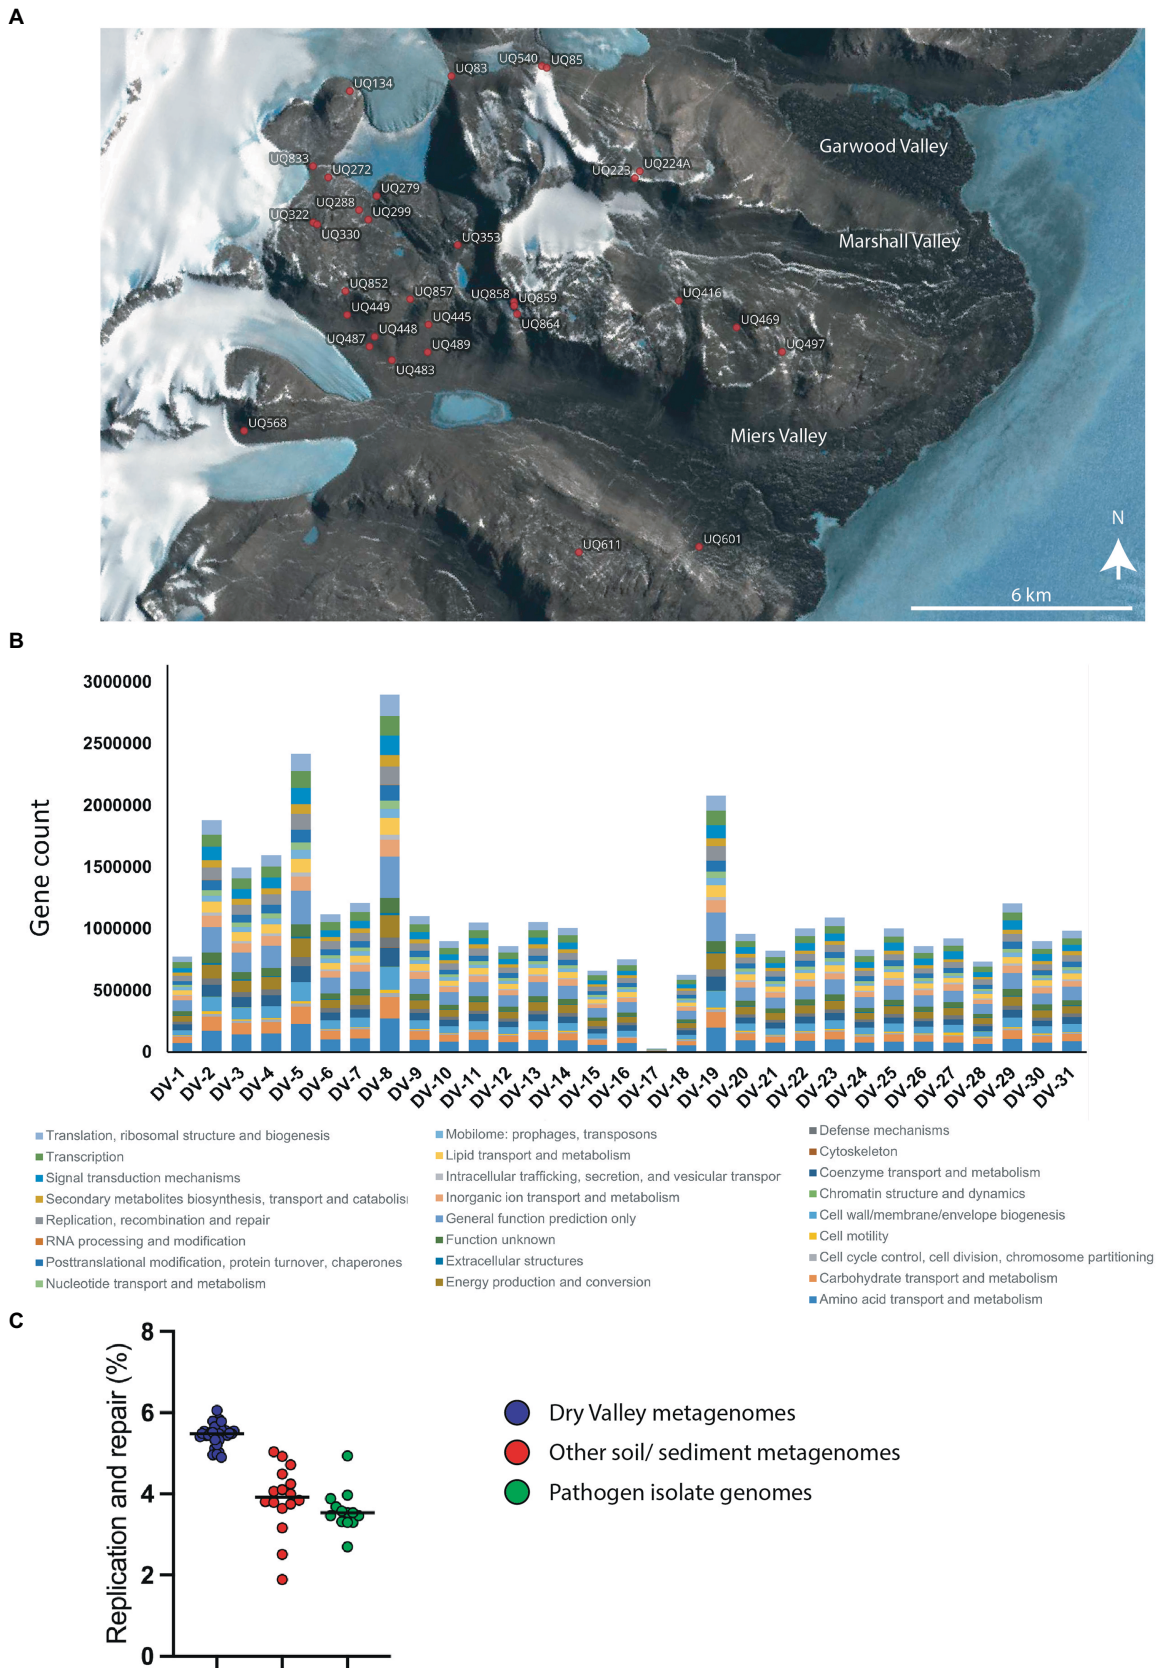 A
UQ540
UQ85
UQ83
UQ134
UQ833
UQ272
UQ279
UQ288
UQ299
UQ322
UQ330
UQ353
UQ223
UQ224A
Garwood Valley
Marshall Valley
UQ852
UQ857
UQ858
UQ859
UQ864
UQ449
UQ445
UQ448
UQ487
UQ489
UQ483
UQ416
UQ469
UQ497
UQ568
Miers Valley
UQ611
UQ601
N
6 km
B
Gene count
3000000
2500000
2000000
1500000
1000000
500000
0
DV-1
DV-2
DV-3
DV-4
DV-5
DV-6
DV-7
DV-8
DV-9
DV-10
DV-11
DV-12
DV-13
DV-14
DV-15
DV-16
DV-17
DV-18
DV-19
DV-20
DV-21
DV-22
DV-23
DV-24
DV-25
DV-26
DV-27
DV-28
DV-29
DV-30
DV-31
Translation, ribosomal structure and biogenesis
Transcription
Signal transduction mechanisms
Secondary metabolites biosynthesis, transport and catabolis
Replication, recombination and repair
RNA processing and modification
Posttranslational modification, protein turnover, chaperones
Nucleotide transport and metabolism
Mobilome: prophages, transposons
Lipid transport and metabolism
Intracellular trafficking, secretion, and vesicular transpor
Inorganic ion transport and metabolism
General function prediction only
Function unknown
Extracellular structures
Energy production and conversion
Defense mechanisms
Cytoskeleton
Coenzyme transport and metabolism
Chromatin structure and dynamics
Cell wall/membrane/envelope biogenesis
Cell motility
Cell cycle control, cell division, chromosome partitioning
Carbohydrate transport and metabolism
Amino acid transport and metabolism
C
Replication and repair (%)
8
6
4
2
0
Dry Valley metagenomes
Other soil/ sediment metagenomes
Pathogen isolate genomes